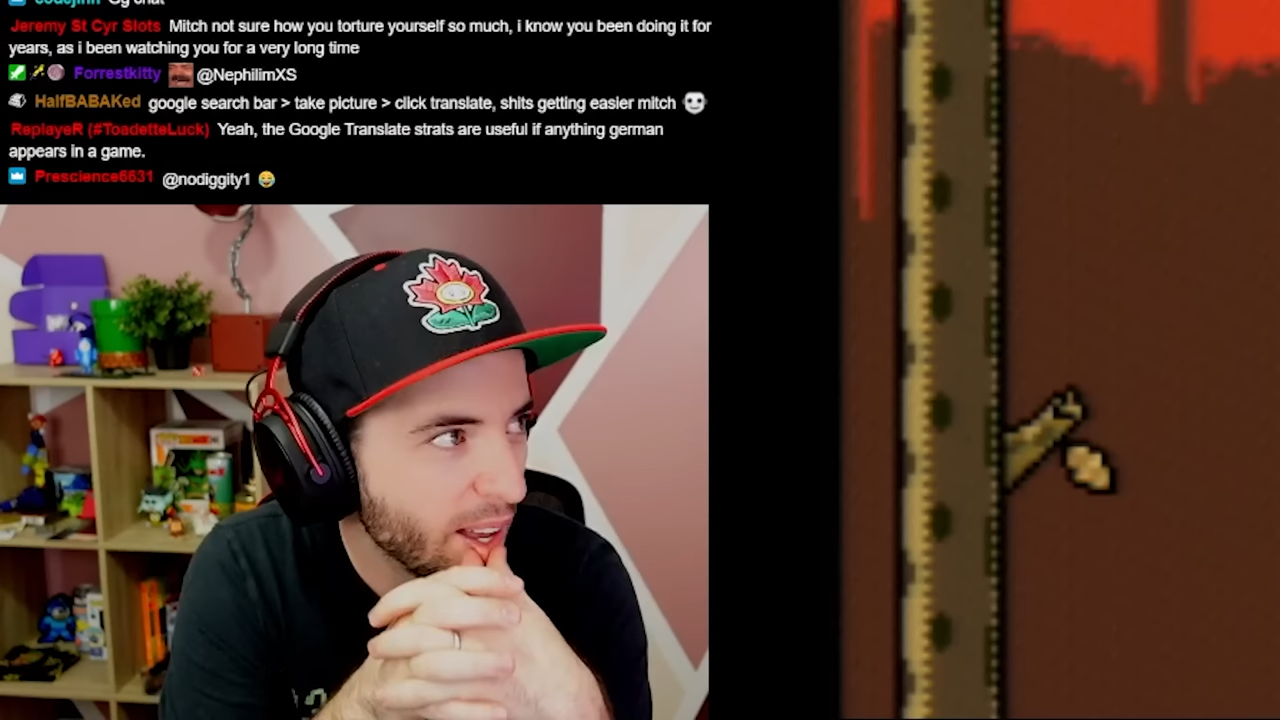 codejinn Gg chat
Jeremy St Cyr Slots Mitch not sure how you torture yourself so much, i know you been doing it for
years, as i been watching you for a very long time
Forrestkitty @NephilimXS
HalfBABAKed google search bar > take picture > click translate, shits getting easier mitch
ReplayeR (#ToadetteLuck) Yeah, the Google Translate strats are useful if anything german
appears in a game.
Prescience6631 @nodiggity1